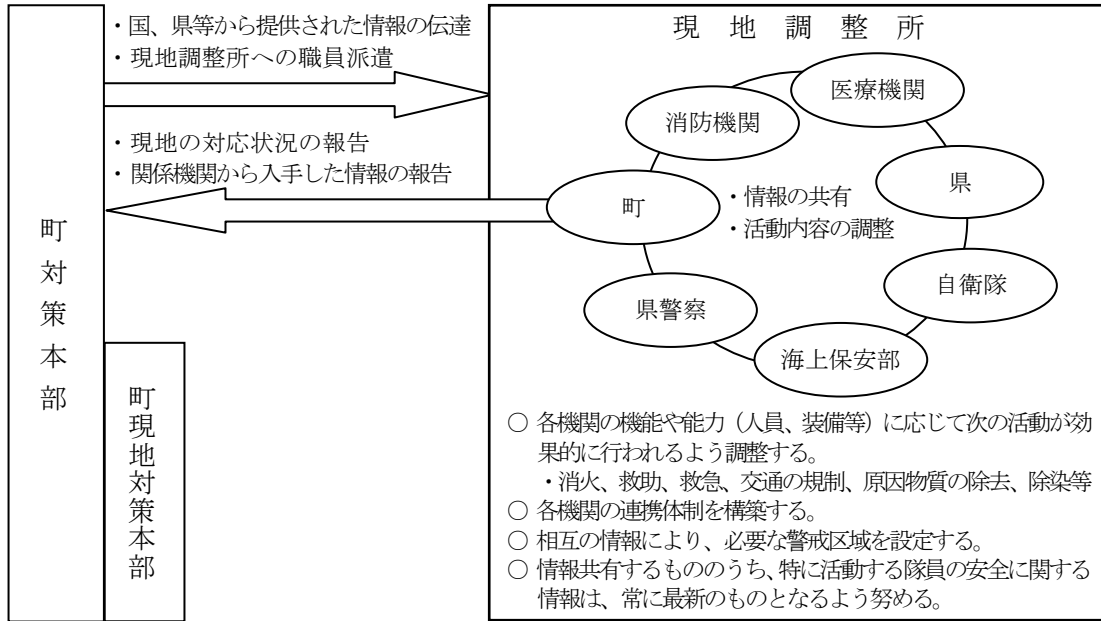 ・国、県等から提供された情報の伝達
・現地調整所への職員派遣
・現地の対応状況の報告
・関係機関から入手した情報の報告
町対策本部
町現地対策本部
現地調整所
医療機関
消防機関
県
町
・情報の共有
・活動内容の調整
自衛隊
県警察
海上保安部
○ 各機関の機能や能力（人員、装備等）に応じて次の活動が効
果的に行われるよう調整する。
・消火、救助、救急、交通の規制、原因物質の除去、除染等
○ 各機関の連携体制を構築する。
○ 相互の情報により、必要な警戒区域を設定する。
○ 情報共有するもののうち、特に活動する隊員の安全に関する
情報は、常に最新のものとなるよう努める。